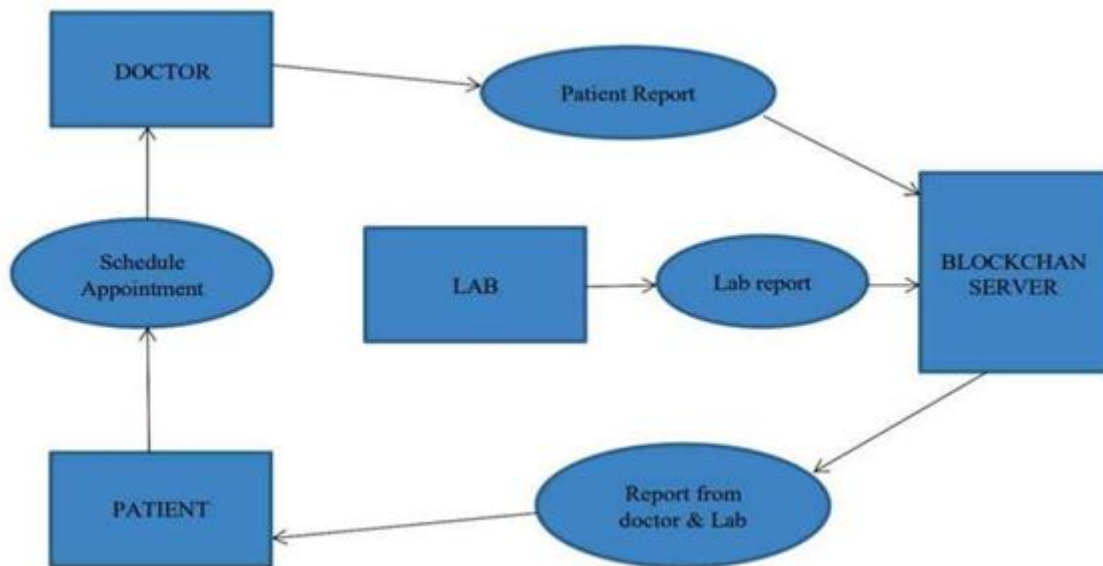 DOCTOR
Patient Report
Schedule
Appointment
LAB
Lab report
BLOCKCHAN
SERVER
PATIENT
Report from
doctor & Lab